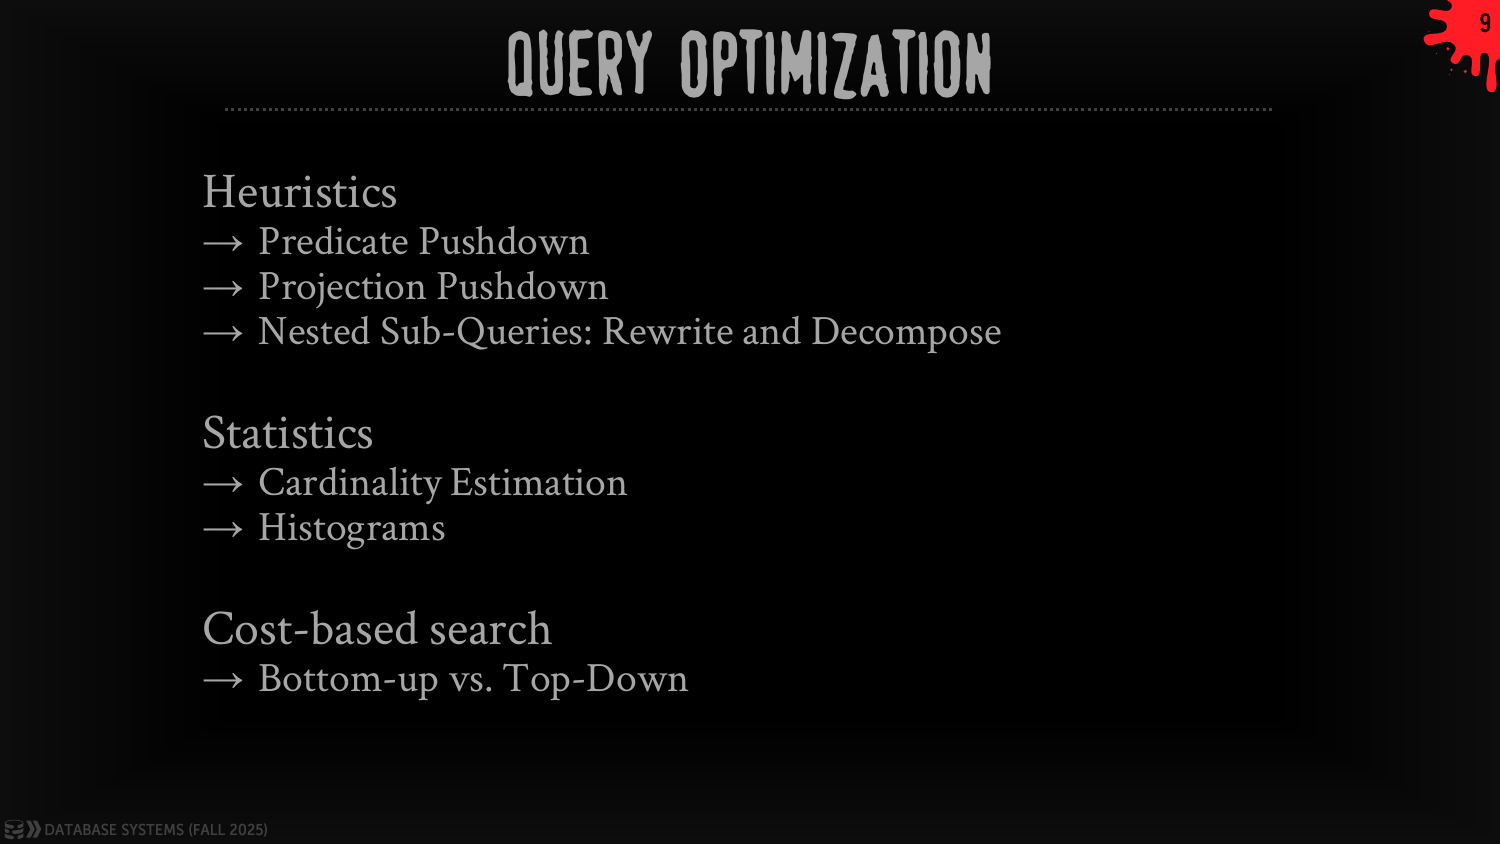 9
QUERY OPTIMIZATION
Heuristics
→ Predicate Pushdown
→ Projection Pushdown
→ Nested Sub-Queries: Rewrite and Decompose
Statistics
→ Cardinality Estimation
→ Histograms
Cost-based search
→ Bottom-up vs. Top-Down
DATABASE SYSTEMS (FALL 2025)